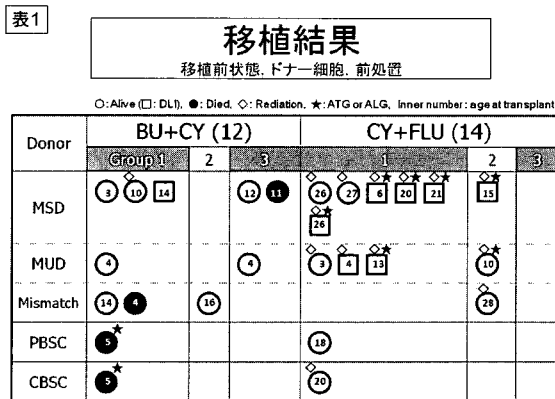 表1
移植結果
移植前状態, ドナー細胞, 前処置
○: Alive (□: DLI), ●: Died, ◇: Radiation, ★: ATG or ALG, Inner number: age at transplant
Donor BU+CY (12) CY+FLU (14)
Group 1 2 3 1 2 3
MSD 3 10 14 12 11 26 27 6 20 21 15
26
MUD 4 4 3 4 13 10
Mismatch 14 4 16 28
PBSC 5 18
CBSC 5 20